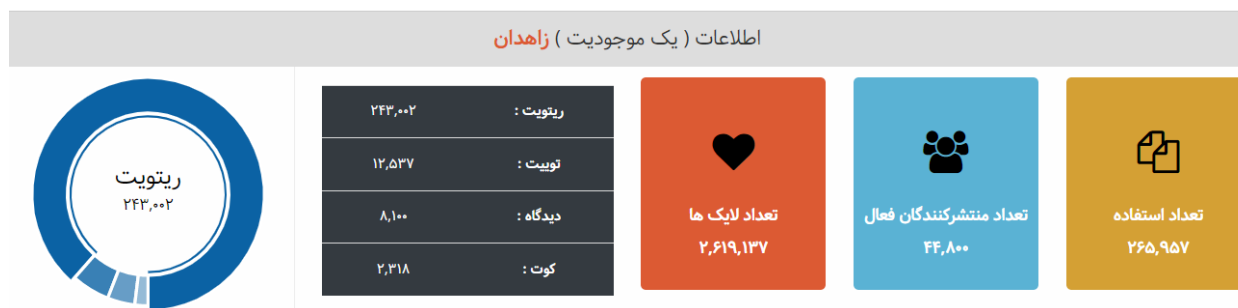 اطلاعات ( یک موجودیت ) زاهدان
تعداد استفاده
۲۶۵,۹۵۷
تعداد منتشرکنندگان فعال
۴۴,۸۰۰
تعداد لایک ها
۲,۶۱۹,۱۳۷
ریتویت : ۲۴۳,۰۰۲
توییت : ۱۲,۵۳۷
دیدگاه : ۸,۱۰۰
کوت : ۲,۳۱۸
ریتویت
۲۴۳,۰۰۲